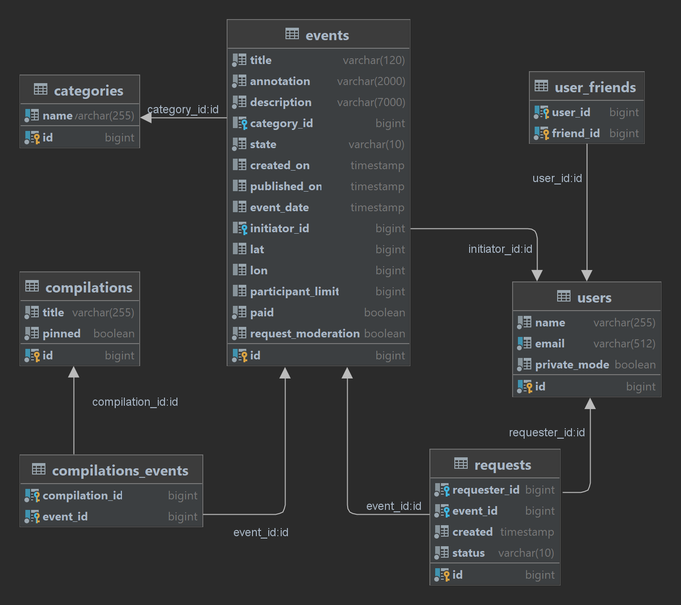 events
title varchar(120)
annotation varchar(2000)
description varchar(7000)
category_id bigint
state varchar(10)
created_on timestamp
published_on timestamp
event_date timestamp
initiator_id bigint
lat bigint
lon bigint
participant_limit bigint
paid boolean
request_moderation boolean
id bigint
categories
name varchar(255)
id bigint
category_id:id
user_friends
user_id bigint
friend_id bigint
user_id:id
initiator_id:id
compilations
title varchar(255)
pinned boolean
id bigint
users
name varchar(255)
email varchar(512)
private_mode boolean
id bigint
compilation_id:id
requester_id:id
compilations_events
compilation_id bigint
event_id bigint
event_id:id
requests
requester_id bigint
event_id bigint
created timestamp
status varchar(10)
id bigint
event_id:id